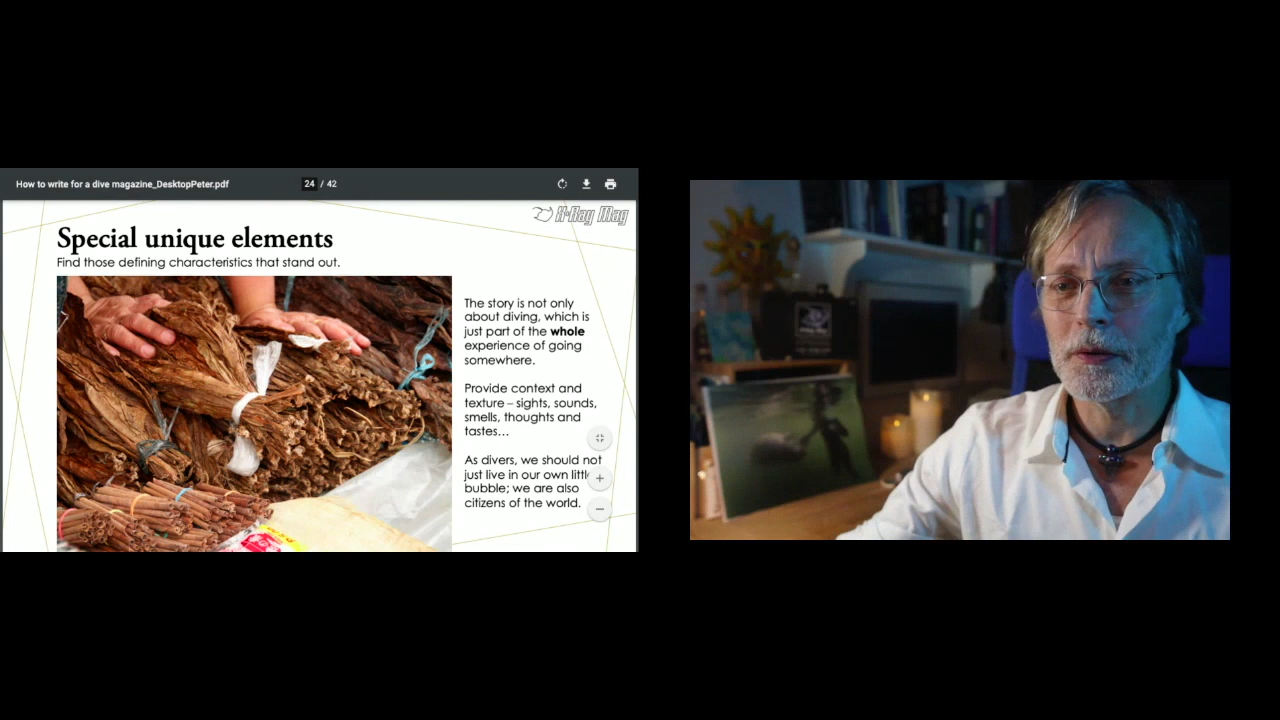 How to write for a dive magazine_DesktopPeter.pdf
24 / 42
X-Ray Mag
Special unique elements
Find those defining characteristics that stand out.
The story is not only
about diving, which is
just part of the whole
experience of going
somewhere.
Provide context and
texture – sights, sounds,
smells, thoughts and
tastes…
As divers, we should not
just live in our own little
bubble; we are also
citizens of the world.